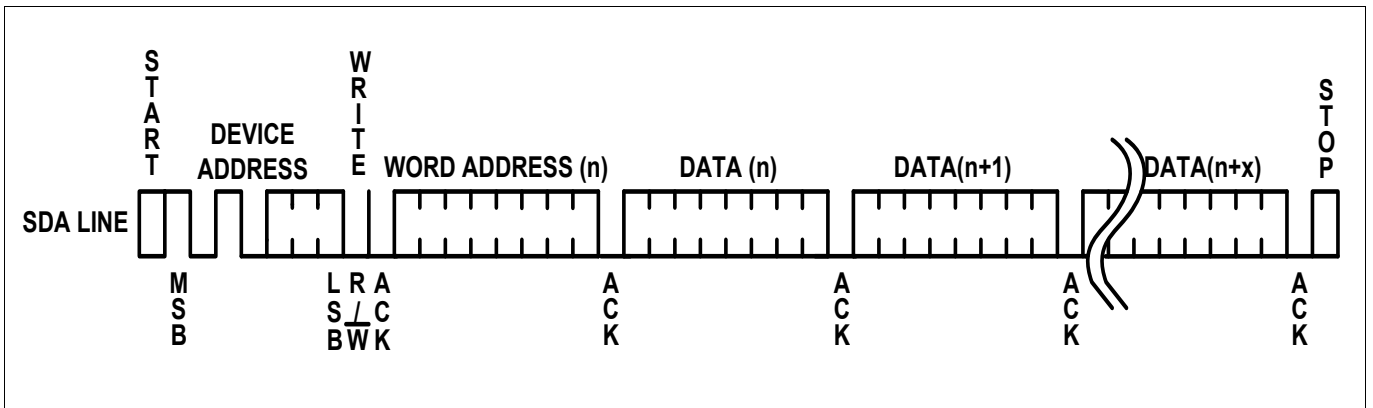 START
WRITE
STOP
DEVICE
ADDRESS
WORD ADDRESS (n)
DATA (n)
DATA(n+1)
DATA(n+x)
SDA LINE
MSB
LSB
R/W
ACK
ACK
ACK
ACK
ACK